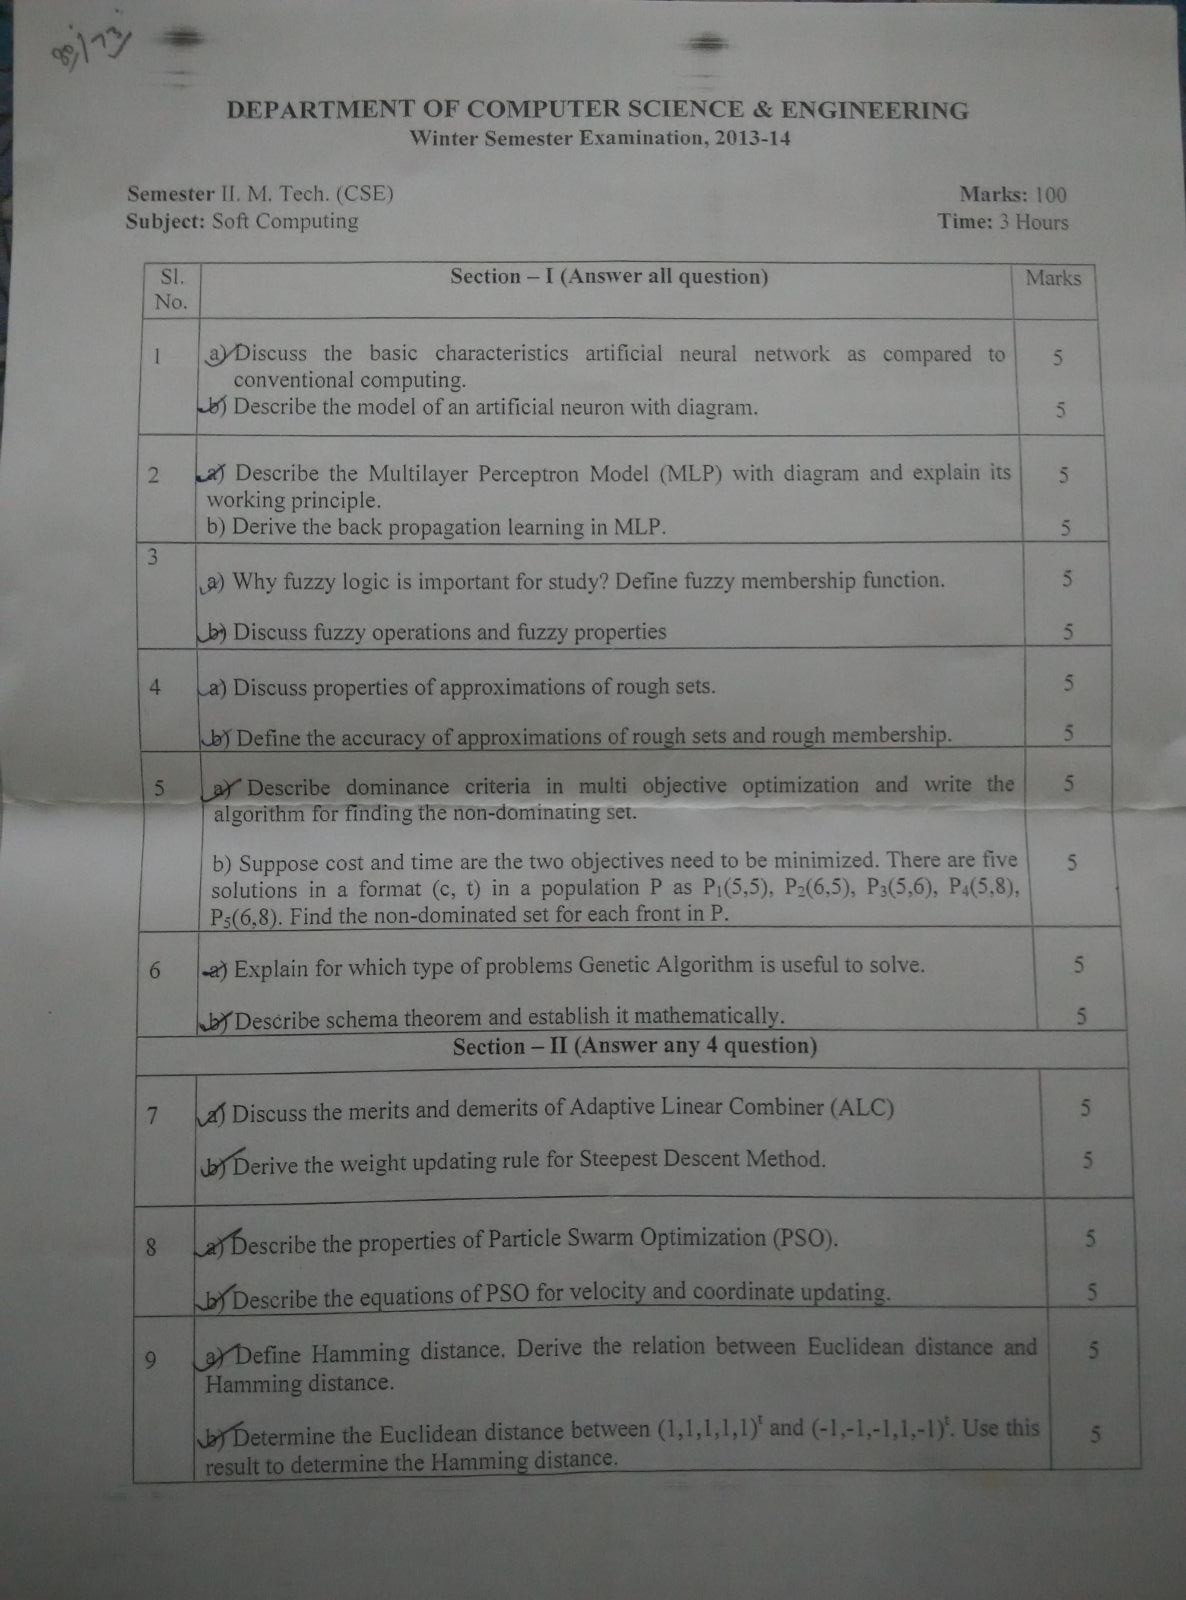 80/73
DEPARTMENT OF COMPUTER SCIENCE & ENGINEERING
Winter Semester Examination, 2013-14
Semester II. M. Tech. (CSE) Marks: 100
Subject: Soft Computing Time: 3 Hours
Sl. No. Section – I (Answer all question) Marks
1 a) Discuss the basic characteristics artificial neural network as compared to 5
conventional computing.
b) Describe the model of an artificial neuron with diagram. 5
2 a) Describe the Multilayer Perceptron Model (MLP) with diagram and explain its 5
working principle.
b) Derive the back propagation learning in MLP. 5
3
a) Why fuzzy logic is important for study? Define fuzzy membership function. 5
b) Discuss fuzzy operations and fuzzy properties 5
4 a) Discuss properties of approximations of rough sets. 5
b) Define the accuracy of approximations of rough sets and rough membership. 5
5 a) Describe dominance criteria in multi objective optimization and write the 5
algorithm for finding the non-dominating set.
b) Suppose cost and time are the two objectives need to be minimized. There are five 5
solutions in a format (c, t) in a population P as P₁(5,5), P₂(6,5), P₃(5,6), P₄(5,8),
P₅(6,8). Find the non-dominated set for each front in P.
6 a) Explain for which type of problems Genetic Algorithm is useful to solve. 5
b) Describe schema theorem and establish it mathematically. 5
Section – II (Answer any 4 question)
7 a) Discuss the merits and demerits of Adaptive Linear Combiner (ALC) 5
b) Derive the weight updating rule for Steepest Descent Method. 5
8 a) Describe the properties of Particle Swarm Optimization (PSO). 5
b) Describe the equations of PSO for velocity and coordinate updating. 5
9 a) Define Hamming distance. Derive the relation between Euclidean distance and 5
Hamming distance.
b) Determine the Euclidean distance between (1,1,1,1,1)ᵗ and (-1,-1,-1,1,-1)ᵗ. Use this 5
result to determine the Hamming distance.